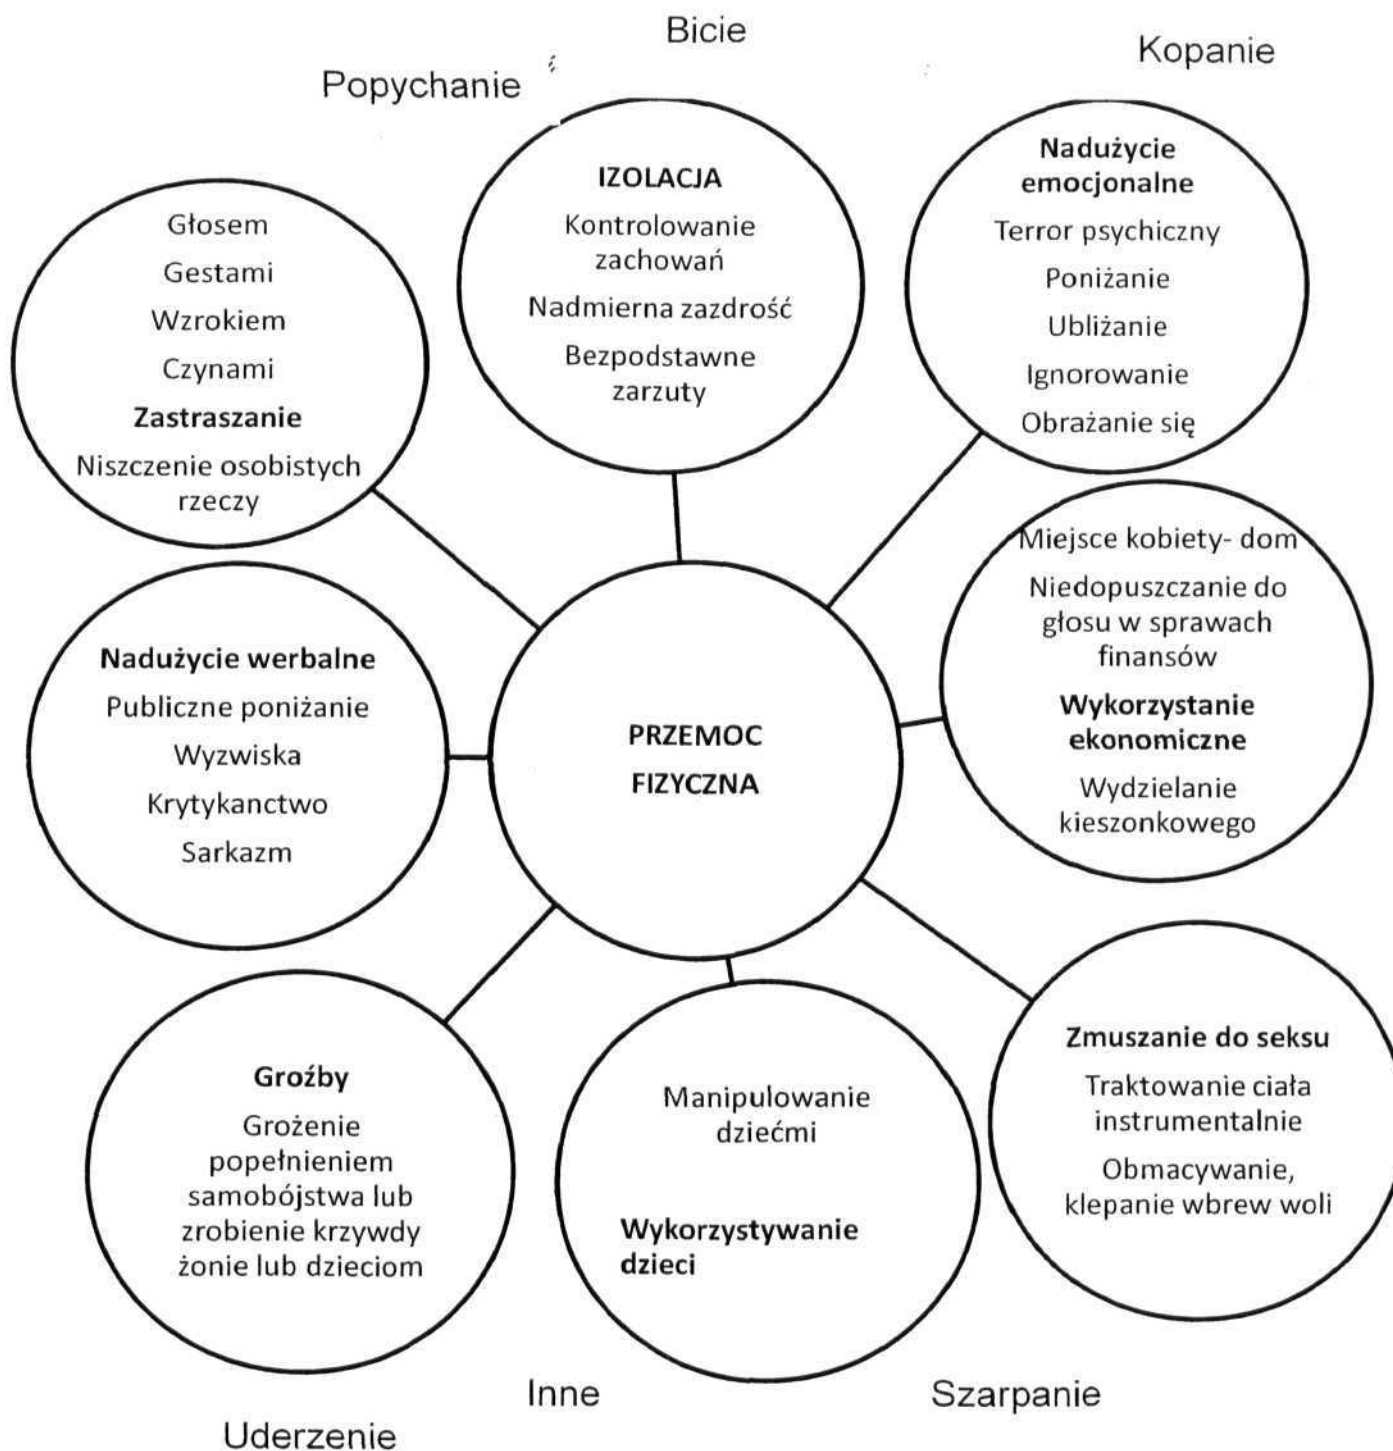 Bicie
Kopanie
Popychanie
Głosem
Gestami
Wzrokiem
Czynami
Zastraszanie
Niszczenie osobistych
rzeczy
IZOLACJA
Kontrolowanie
zachowań
Nadmierna zazdrość
Bezpodstawne
zarzuty
Nadużycie
emocjonalne
Terror psychiczny
Poniżanie
Ubliżanie
Ignorowanie
Obrażanie się
Nadużycie werbalne
Publiczne poniżanie
Wyzwiska
Krytykanctwo
Sarkazm
PRZEMOC
FIZYCZNA
Miejsce kobiety- dom
Niedopuszczanie do
głosu w sprawach
finansów
Wykorzystanie
ekonomiczne
Wydzielanie
kieszonkowego
Groźby
Grożenie
popełnieniem
samobójstwa lub
zrobienie krzywdy
żonie lub dzieciom
Manipulowanie
dziećmi
Wykorzystywanie
dzieci
Zmuszanie do seksu
Traktowanie ciała
instrumentalnie
Obmacywanie,
klepanie wbrew woli
Inne
Szarpanie
Uderzenie